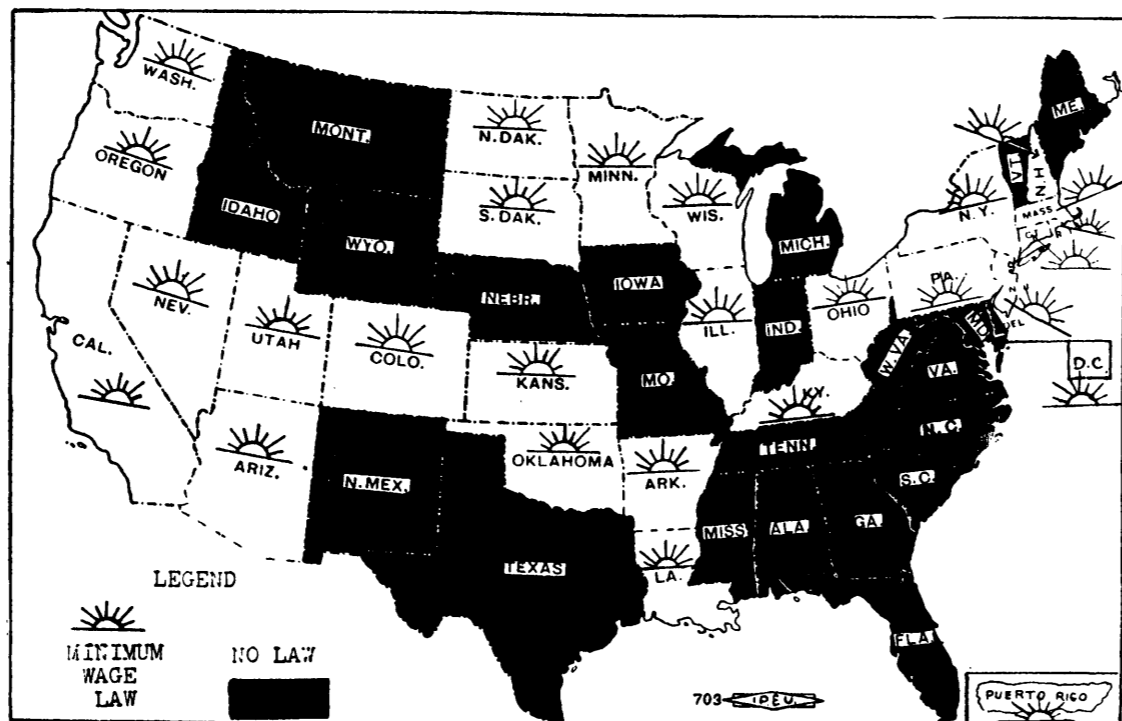 WASH.
MONT.
N.DAK.
MINN.
ME.
OREGON
VT.
N.H.
IDAHO
S.DAK.
WIS.
N.Y.
MASS
WYO.
MICH.
NEV.
NEBR.
IOWA
PA.
UTAH
COLO.
ILL.
IND.
OHIO
N.J.
DEL
MD.
CAL.
KANS.
MO.
W.VA.
VA.
D.C.
KY.
ARIZ.
N.MEX.
OKLAHOMA
ARK.
TENN.
N.C.
S.C.
MISS
ALA.
GA.
TEXAS
LA.
FLA.
LEGEND
MINIMUM
WAGE
LAW
NO LAW
703 I.P.E.U.
PUERTO RICO